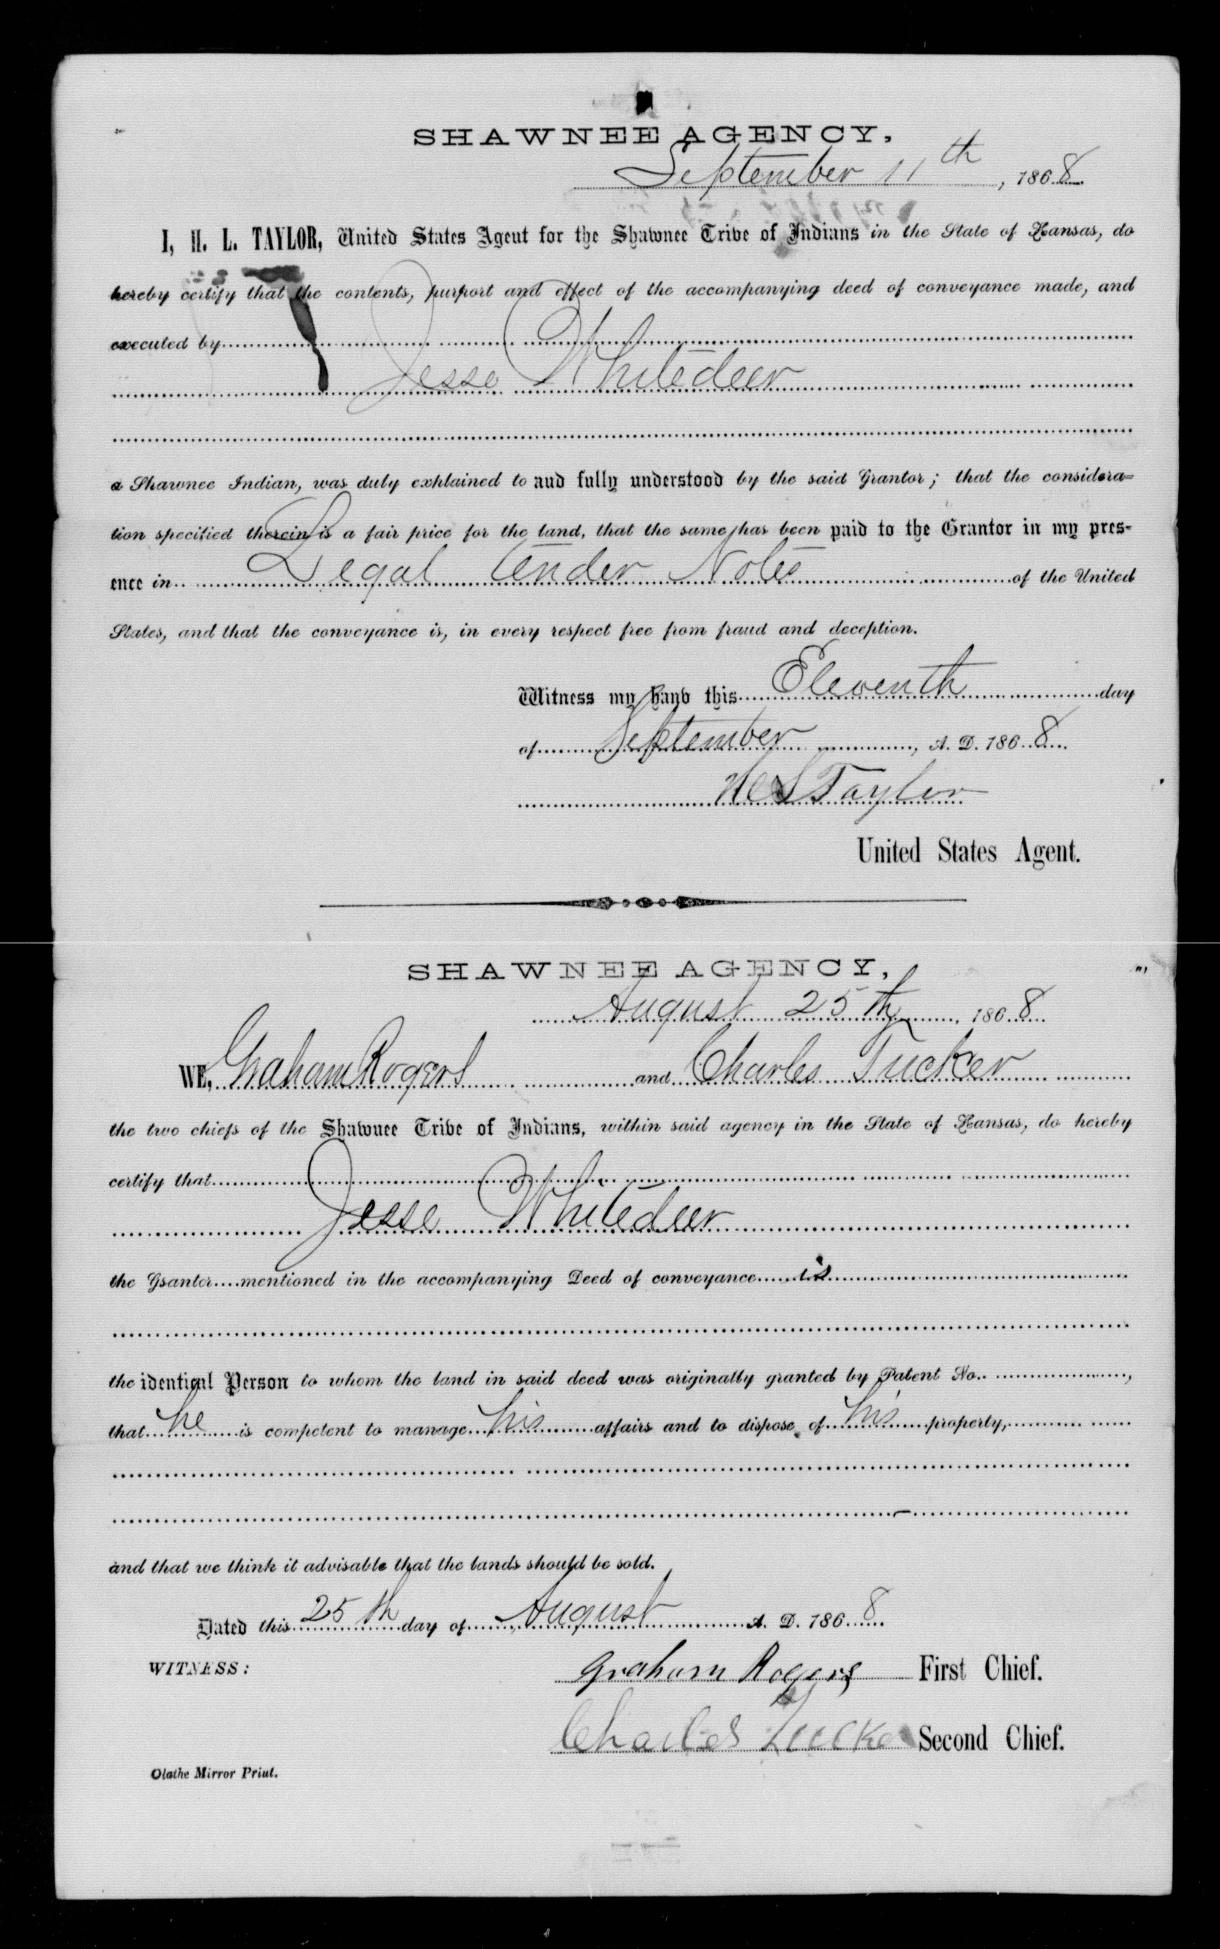 SHAWNEE AGENCY,
September 11th, 1868.
I, H. L. TAYLOR, United States Agent for the Shawnee Tribe of Indians in the State of Kansas, do
hereby certify that the contents, purport and effect of the accompanying deed of conveyance made, and
executed by
Jesse Whitedeer
a Shawnee Indian, was duly explained to and fully understood by the said Grantor; that the considera=
tion specified therein is a fair price for the land, that the same has been paid to the Grantor in my pres-
ence in Legal Tender Notes of the United
States, and that the conveyance is, in every respect free from fraud and deception.
Witness my hand this Eleventh day
of September, A. D. 1868
H L Taylor
United States Agent.
SHAWNEE AGENCY,
August 25th, 1868
WE, Graham Rogers and Charles Tucker
the two chiefs of the Shawnee Tribe of Indians, within said agency in the State of Kansas, do hereby
certify that
Jesse Whitedeer
the Grantor mentioned in the accompanying Deed of conveyance is
the identical Person to whom the land in said deed was originally granted by Patent No. ,
that he is competent to manage his affairs and to dispose of his property,
and that we think it advisable that the lands should be sold.
Dated this 25th day of August A. D. 1868
WITNESS:
Graham Rogers First Chief.
Charles Tucker Second Chief.
Olathe Mirror Print.